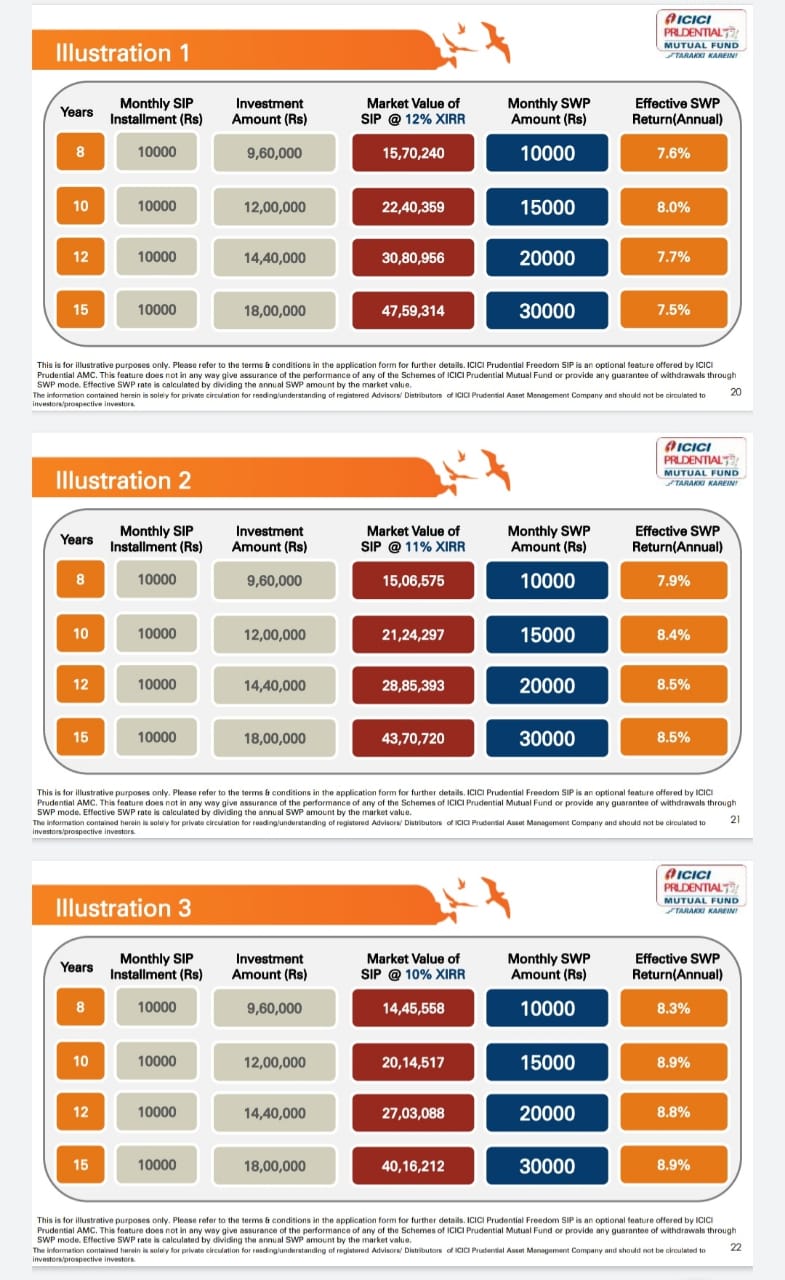 Illustration 1
ICICI
PRUDENTIAL
MUTUAL FUND
TARAKKI KAREIN!
Years
Monthly SIP Installment (Rs)
Investment Amount (Rs)
Market Value of SIP @ 12% XIRR
Monthly SWP Amount (Rs)
Effective SWP Return(Annual)
8 10000 9,60,000 15,70,240 10000 7.6%
10 10000 12,00,000 22,40,359 15000 8.0%
12 10000 14,40,000 30,80,956 20000 7.7%
15 10000 18,00,000 47,59,314 30000 7.5%
This is for illustrative purposes only. Please refer to the terms & conditions in the application form for further details. ICICI Prudential Freedom SIP is an optional feature offered by ICICI
Prudential AMC. This feature does not in any way give assurance of the performance of any of the Schemes of ICICI Prudential Mutual Fund or provide any guarantee of withdrawals through
SWP mode. Effective SWP rate is calculated by dividing the annual SWP amount by the market value.
The information contained herein is solely for private circulation for reading/understanding of registered Advisors/ Distributors of ICICI Prudential Asset Management Company and should not be circulated to
investors/prospective investors.
20
Illustration 2
ICICI
PRUDENTIAL
MUTUAL FUND
TARAKKI KAREIN!
Years
Monthly SIP Installment (Rs)
Investment Amount (Rs)
Market Value of SIP @ 11% XIRR
Monthly SWP Amount (Rs)
Effective SWP Return(Annual)
8 10000 9,60,000 15,06,575 10000 7.9%
10 10000 12,00,000 21,24,297 15000 8.4%
12 10000 14,40,000 28,85,393 20000 8.5%
15 10000 18,00,000 43,70,720 30000 8.5%
This is for illustrative purposes only. Please refer to the terms & conditions in the application form for further details. ICICI Prudential Freedom SIP is an optional feature offered by ICICI
Prudential AMC. This feature does not in any way give assurance of the performance of any of the Schemes of ICICI Prudential Mutual Fund or provide any guarantee of withdrawals through
SWP mode. Effective SWP rate is calculated by dividing the annual SWP amount by the market value.
The information contained herein is solely for private circulation for reading/understanding of registered Advisors/ Distributors of ICICI Prudential Asset Management Company and should not be circulated to
investors/prospective investors.
21
Illustration 3
ICICI
PRUDENTIAL
MUTUAL FUND
TARAKKI KAREIN!
Years
Monthly SIP Installment (Rs)
Investment Amount (Rs)
Market Value of SIP @ 10% XIRR
Monthly SWP Amount (Rs)
Effective SWP Return(Annual)
8 10000 9,60,000 14,45,558 10000 8.3%
10 10000 12,00,000 20,14,517 15000 8.9%
12 10000 14,40,000 27,03,088 20000 8.8%
15 10000 18,00,000 40,16,212 30000 8.9%
This is for illustrative purposes only. Please refer to the terms & conditions in the application form for further details. ICICI Prudential Freedom SIP is an optional feature offered by ICICI
Prudential AMC. This feature does not in any way give assurance of the performance of any of the Schemes of ICICI Prudential Mutual Fund or provide any guarantee of withdrawals through
SWP mode. Effective SWP rate is calculated by dividing the annual SWP amount by the market value.
The information contained herein is solely for private circulation for reading/understanding of registered Advisors/ Distributors of ICICI Prudential Asset Management Company and should not be circulated to
investors/prospective investors.
22